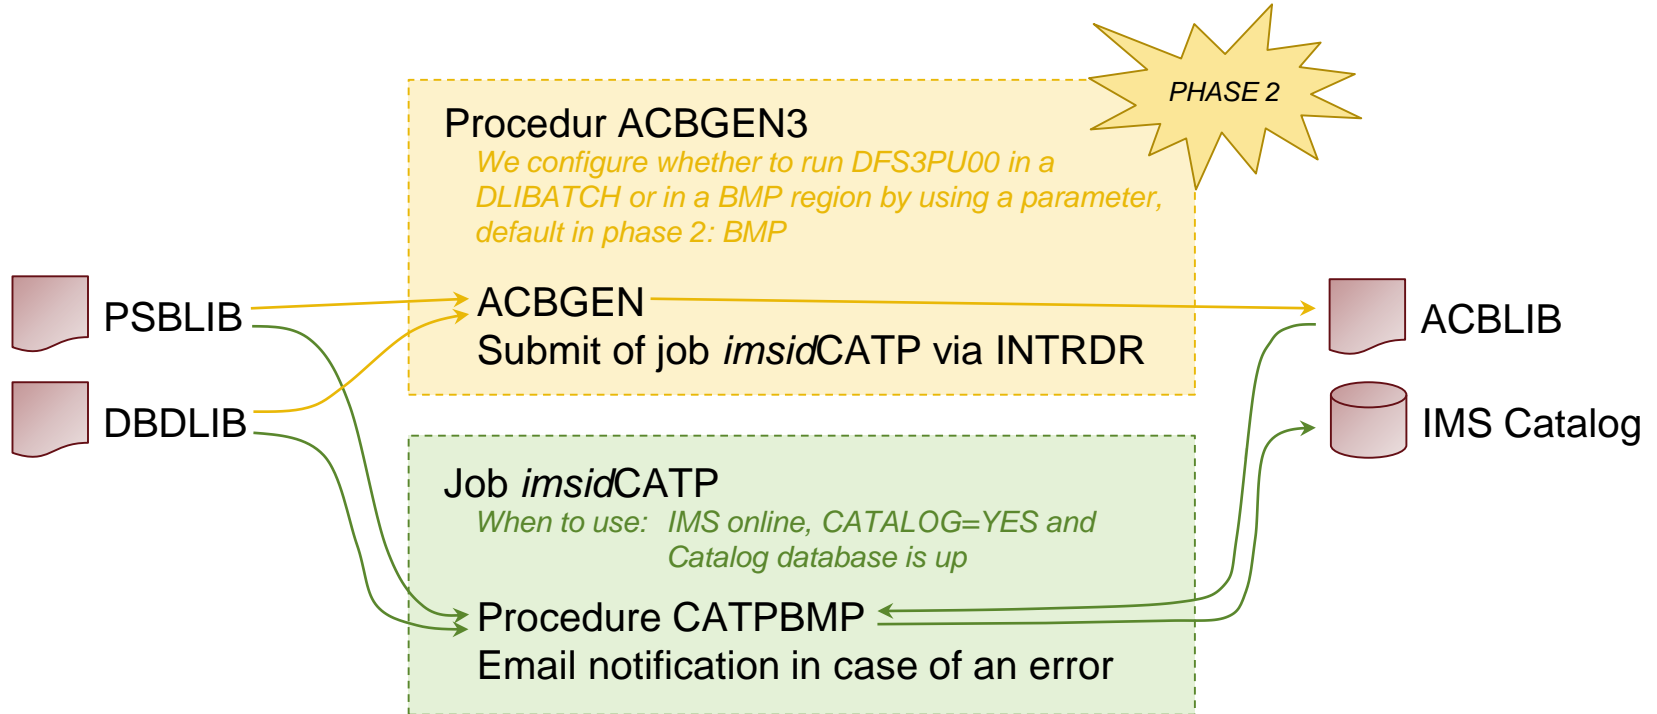 PHASE 2
Procedur ACBGEN3
We configure whether to run DFS3PU00 in a
DLIBATCH or in a BMP region by using a parameter,
default in phase 2: BMP
PSBLIB
DBDLIB
ACBGEN
Submit of job imsidCATP via INTRDR
ACBLIB
IMS Catalog
Job imsidCATP
When to use: IMS online, CATALOG=YES and
Catalog database is up
Procedure CATPBMP
Email notification in case of an error